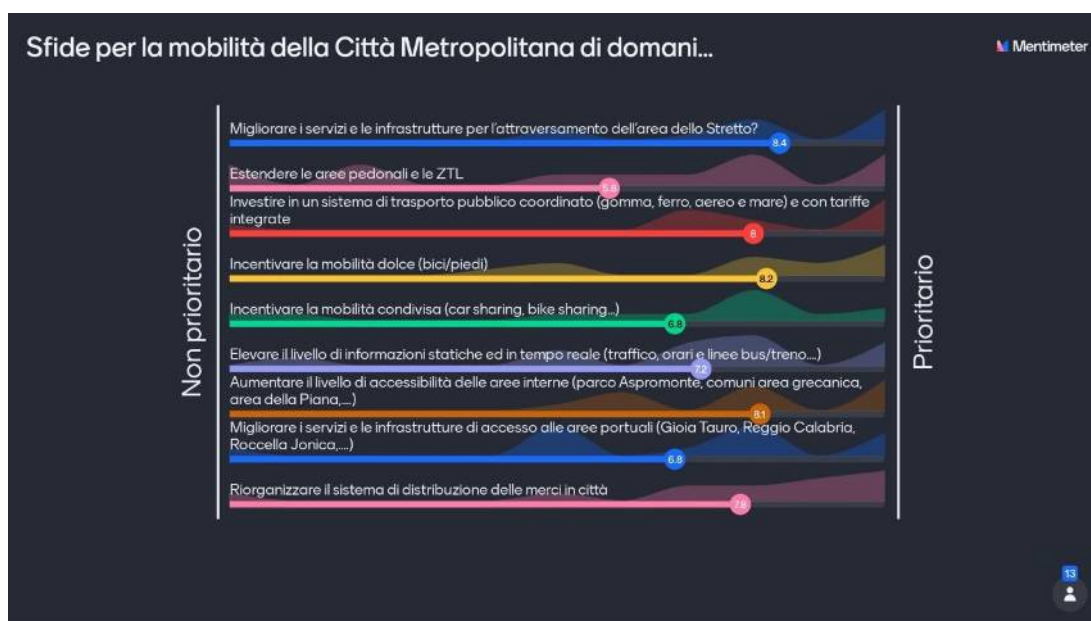 Sfide per la mobilità della Città Metropolitana di domani...
Mentimeter
Non prioritario
Migliorare i servizi e le infrastrutture per l'attraversamento dell'area dello Stretto?
8.4
Estendere le aree pedonali e le ZTL
5.8
Investire in un sistema di trasporto pubblico coordinato (gomma, ferro, aereo e mare) e con tariffe
integrate
8
Incentivare la mobilità dolce (bici/piedi)
8.2
Incentivare la mobilità condivisa (car sharing, bike sharing...)
6.8
Elevare il livello di informazioni statiche ed in tempo reale (traffico, orari e linee bus/treno....)
7.2
Aumentare il livello di accessibilità delle aree interne (parco Aspromonte, comuni area grecanica,
area della Piana,....)
8.1
Migliorare i servizi e le infrastrutture di accesso alle aree portuali (Gioia Tauro, Reggio Calabria,
Roccella Jonica,....)
6.8
Riorganizzare il sistema di distribuzione delle merci in città
7.8
Prioritario
13